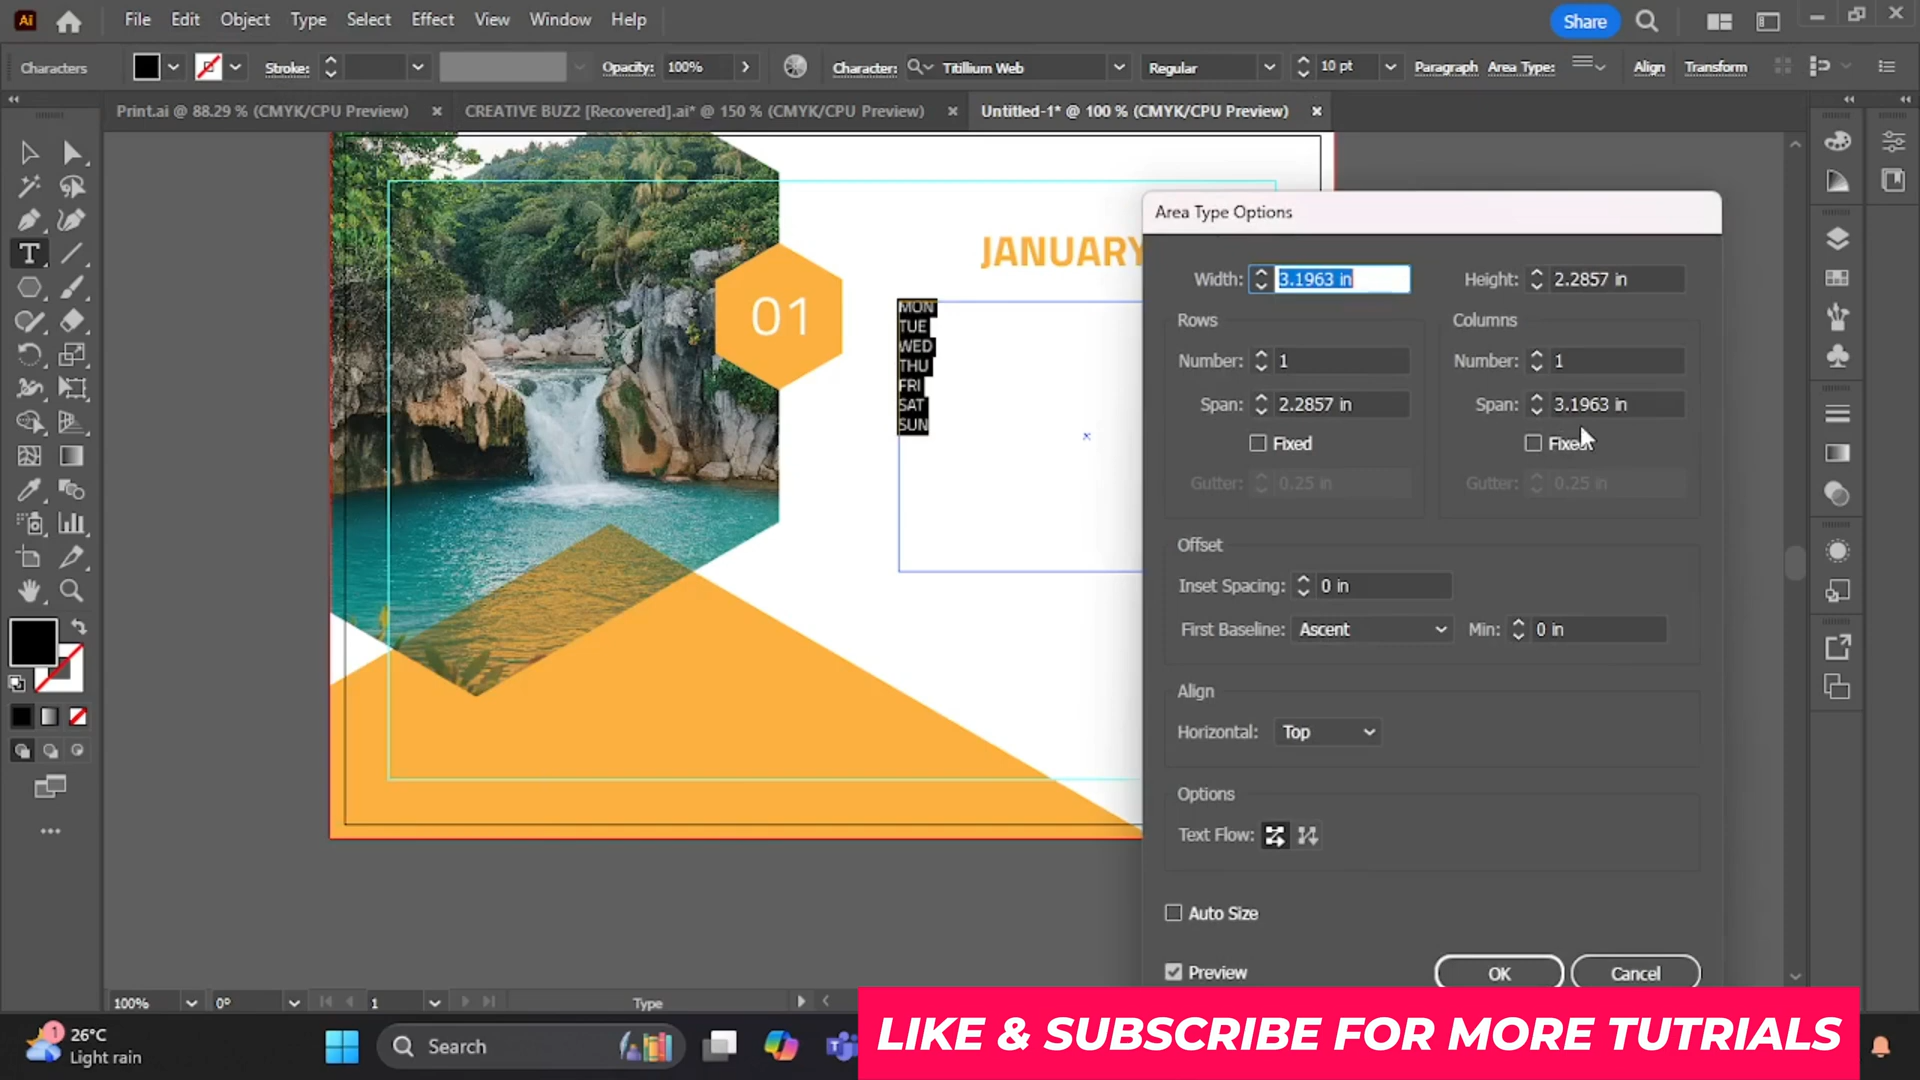 Ai File Edit Object Type Select Effect View Window Help Share
Characters Stroke: Opacity: 100% Character: Titillium Web Regular 10 pt Paragraph Area Type: Align Transform
Print.ai @ 88.29 % (CMYK/CPU Preview) CREATIVE BUZ2 [Recovered].ai* @ 150 % (CMYK/CPU Preview) Untitled-1* @ 100 % (CMYK/CPU Preview)
JANUARY
01
MON
TUE
WED
THU
FRI
SAT
SUN
Area Type Options
Width: 3.1963 in Height: 2.2857 in
Rows Columns
Number: 1 Number: 1
Span: 2.2857 in Span: 3.1963 in
Fixed Fixed
Gutter: 0.25 in Gutter: 0.25 in
Offset
Inset Spacing: 0 in
First Baseline: Ascent Min: 0 in
Align
Horizontal: Top
Options
Text Flow:
Auto Size
Preview OK Cancel
100% 0° 1 Type
1 26°C
Light rain
Search
LIKE & SUBSCRIBE FOR MORE TUTRIALS